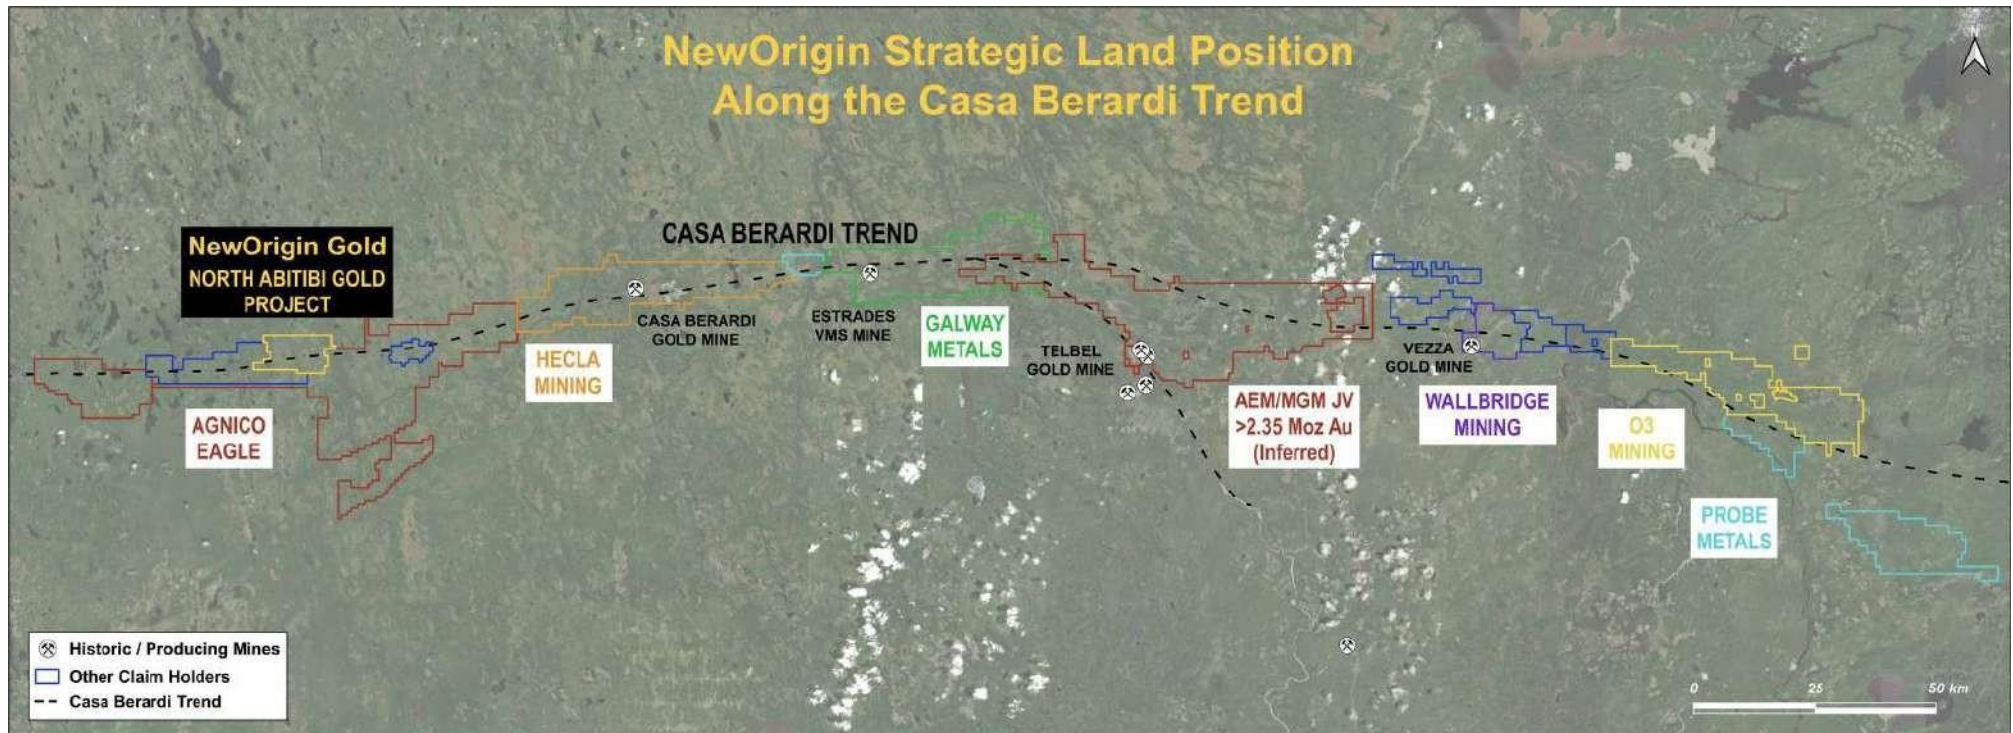 NewOrigin Strategic Land Position
Along the Casa Berardi Trend
NewOrigin Gold
NORTH ABITIBI GOLD
PROJECT
CASA BERARDI TREND
CASA BERARDI
GOLD MINE
ESTRADES
VMS MINE
GALWAY
METALS
TELBEL
GOLD MINE
VEZZA
GOLD MINE
HECLA
MINING
AGNICO
EAGLE
AEM/MGM JV
>2.35 Moz Au
(Inferred)
WALLBRIDGE
MINING
O3
MINING
PROBE
METALS
Historic / Producing Mines
Other Claim Holders
Casa Berardi Trend
0 25 50 km